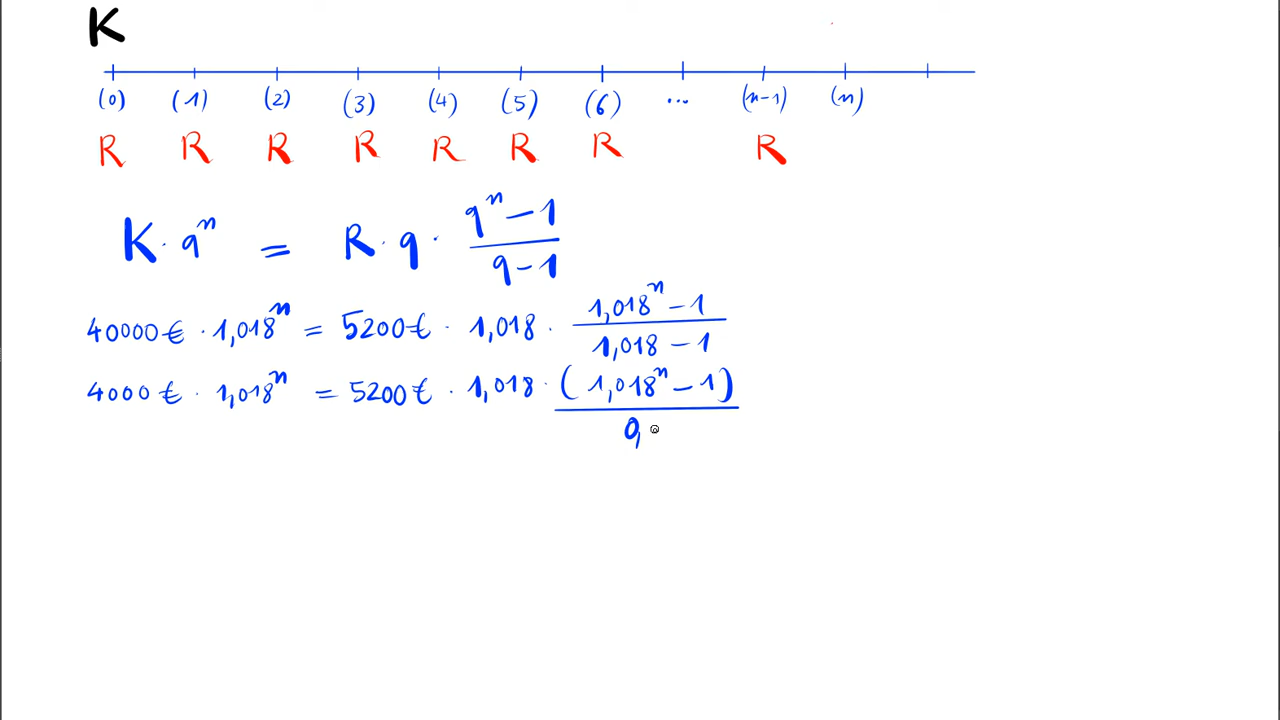 K
(0) (1) (2) (3) (4) (5) (6) ... (n-1) (n)
R R R R R R R R
K · q^n = R · q · (q^n - 1)/(q - 1)
40000 € · 1,018^n = 5200 € · 1,018 · (1,018^n - 1)/(1,018 - 1)
4000 € · 1,018^n = 5200 € · 1,018 · (1,018^n - 1)/0,